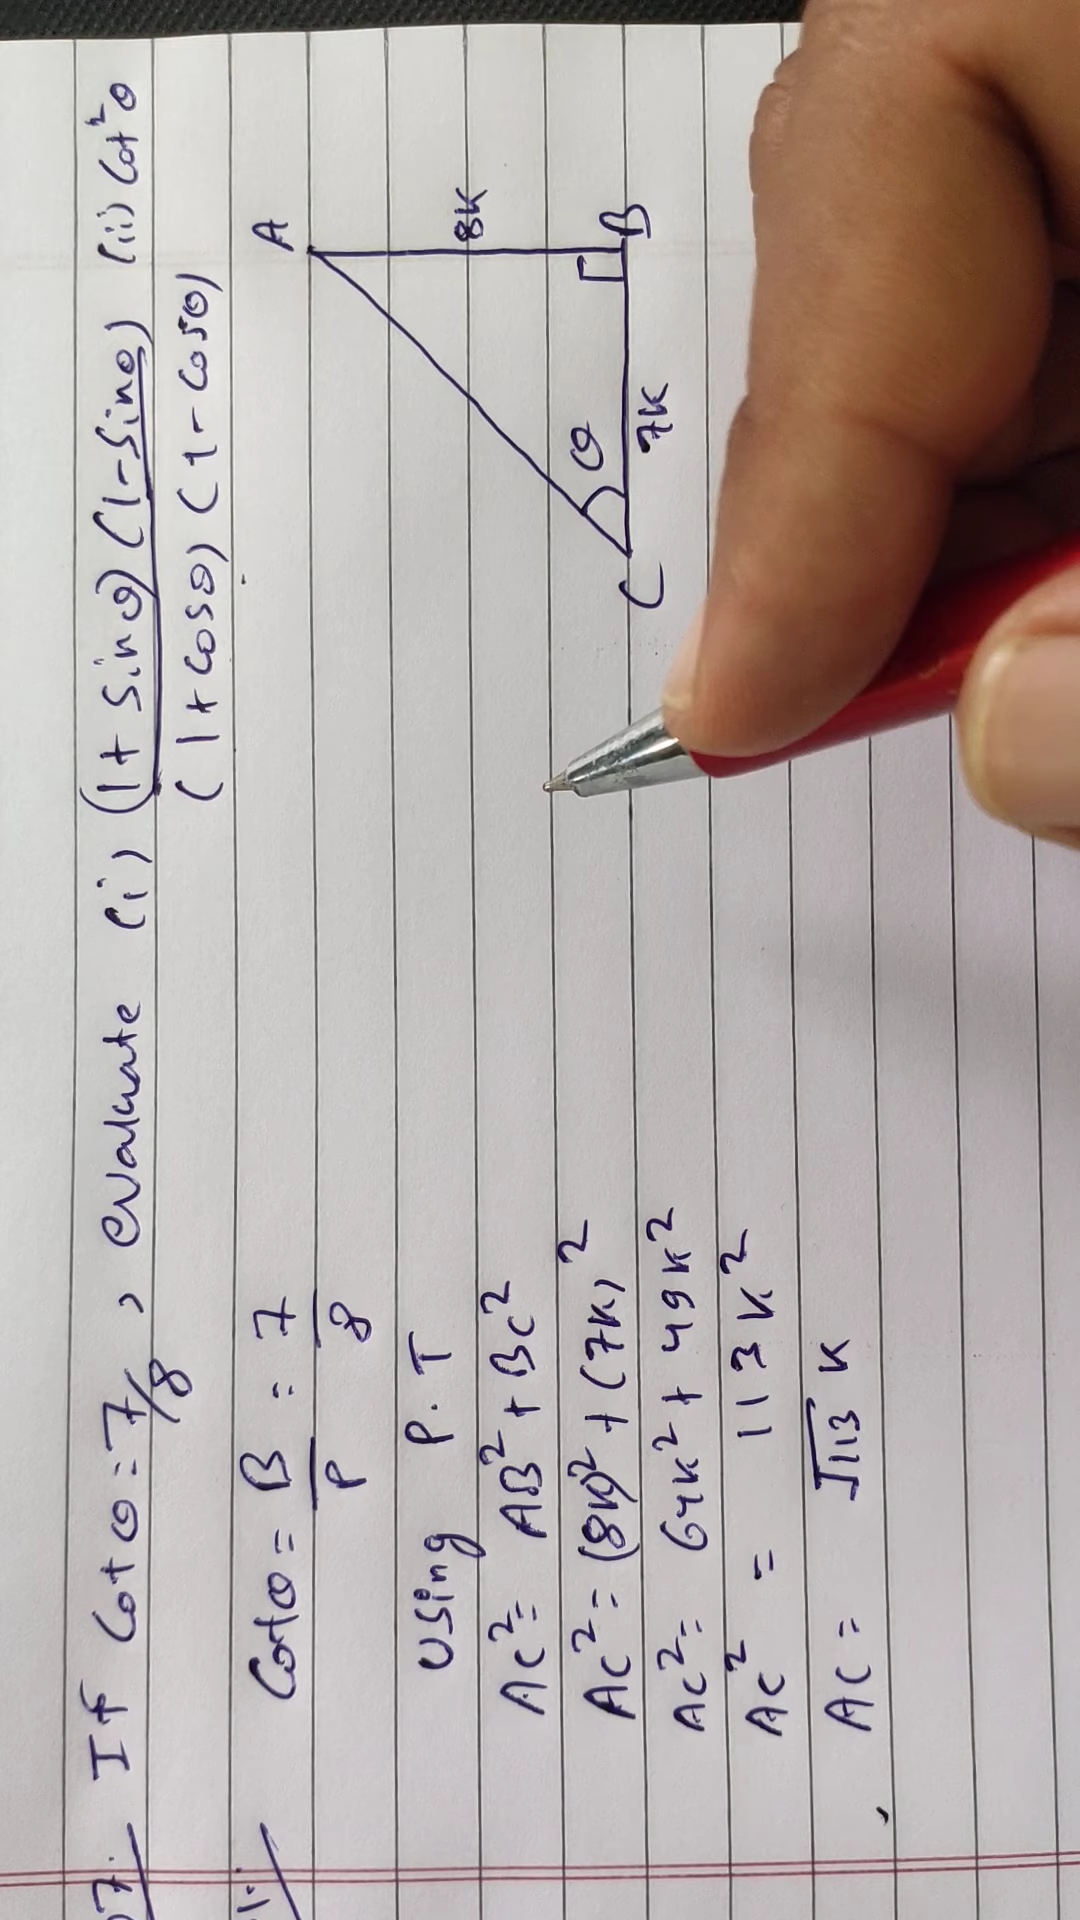 07. If Cotθ = 7/8, evaluate (i) (1 + Sinθ) (1 - Sinθ) (ii) Cot²θ
(1 + Cosθ) (1 - Cosθ)
Cotθ = B = 7
P 8
Using P.T
AC² = AB² + BC²
AC² = (8K)² + (7K)²
AC² = 64K² + 49K²
AC² = 113K²
AC = √113 K
A
8K
B
θ
7K
C